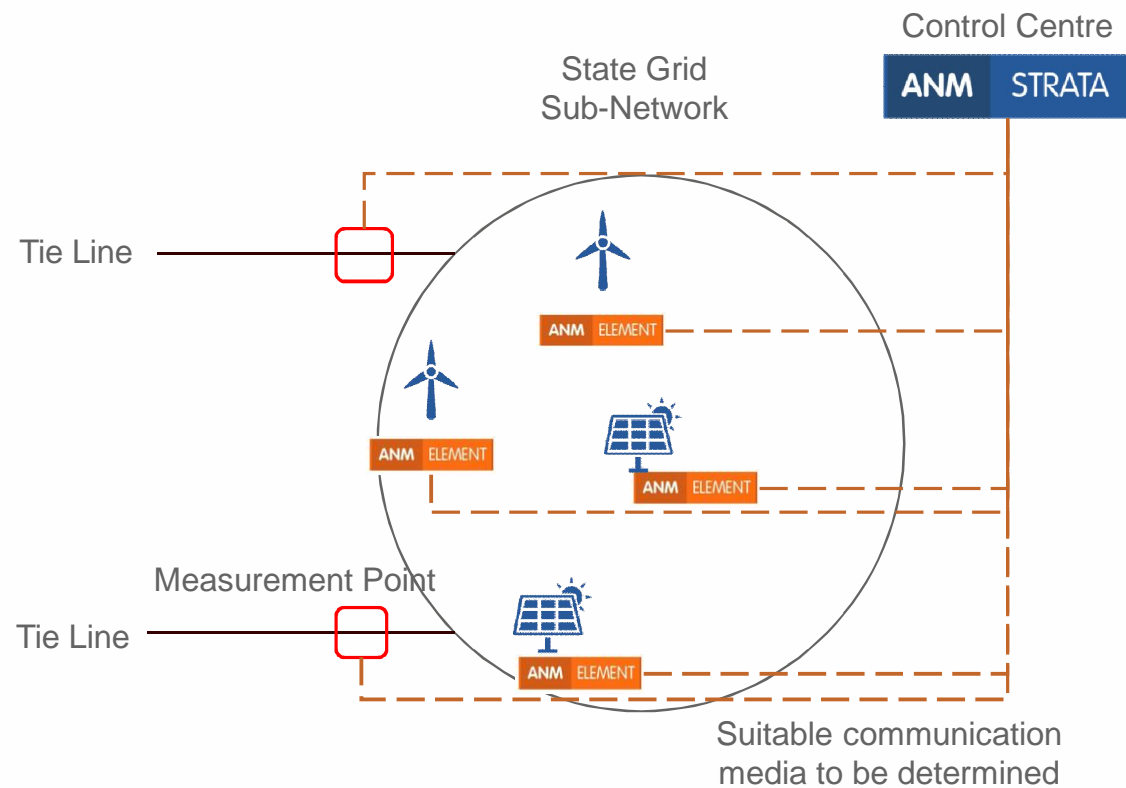 Control Centre
ANM STRATA
State Grid
Sub-Network
Tie Line
ANM ELEMENT
ANM ELEMENT
ANM ELEMENT
Measurement Point
Tie Line
ANM ELEMENT
Suitable communication
media to be determined